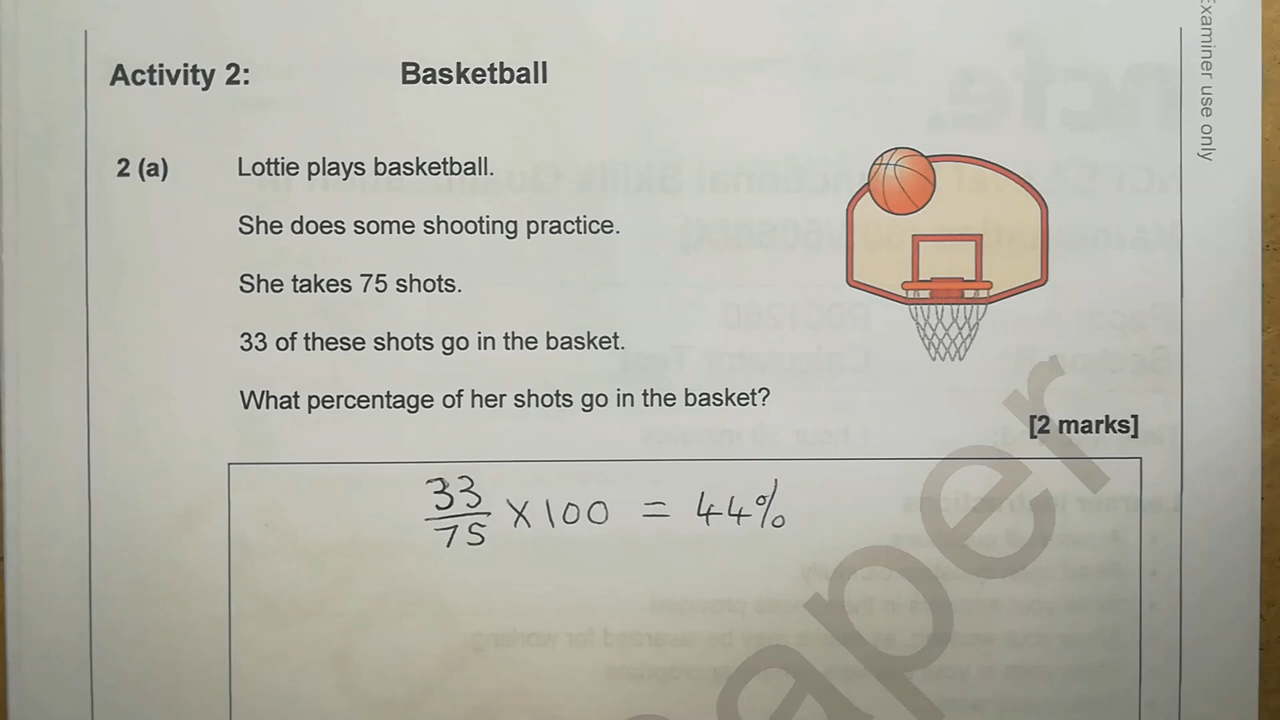 Examiner use only
Activity 2: Basketball
2 (a) Lottie plays basketball.
She does some shooting practice.
She takes 75 shots.
33 of these shots go in the basket.
What percentage of her shots go in the basket?
[2 marks]
33/75 × 100 = 44%
aper